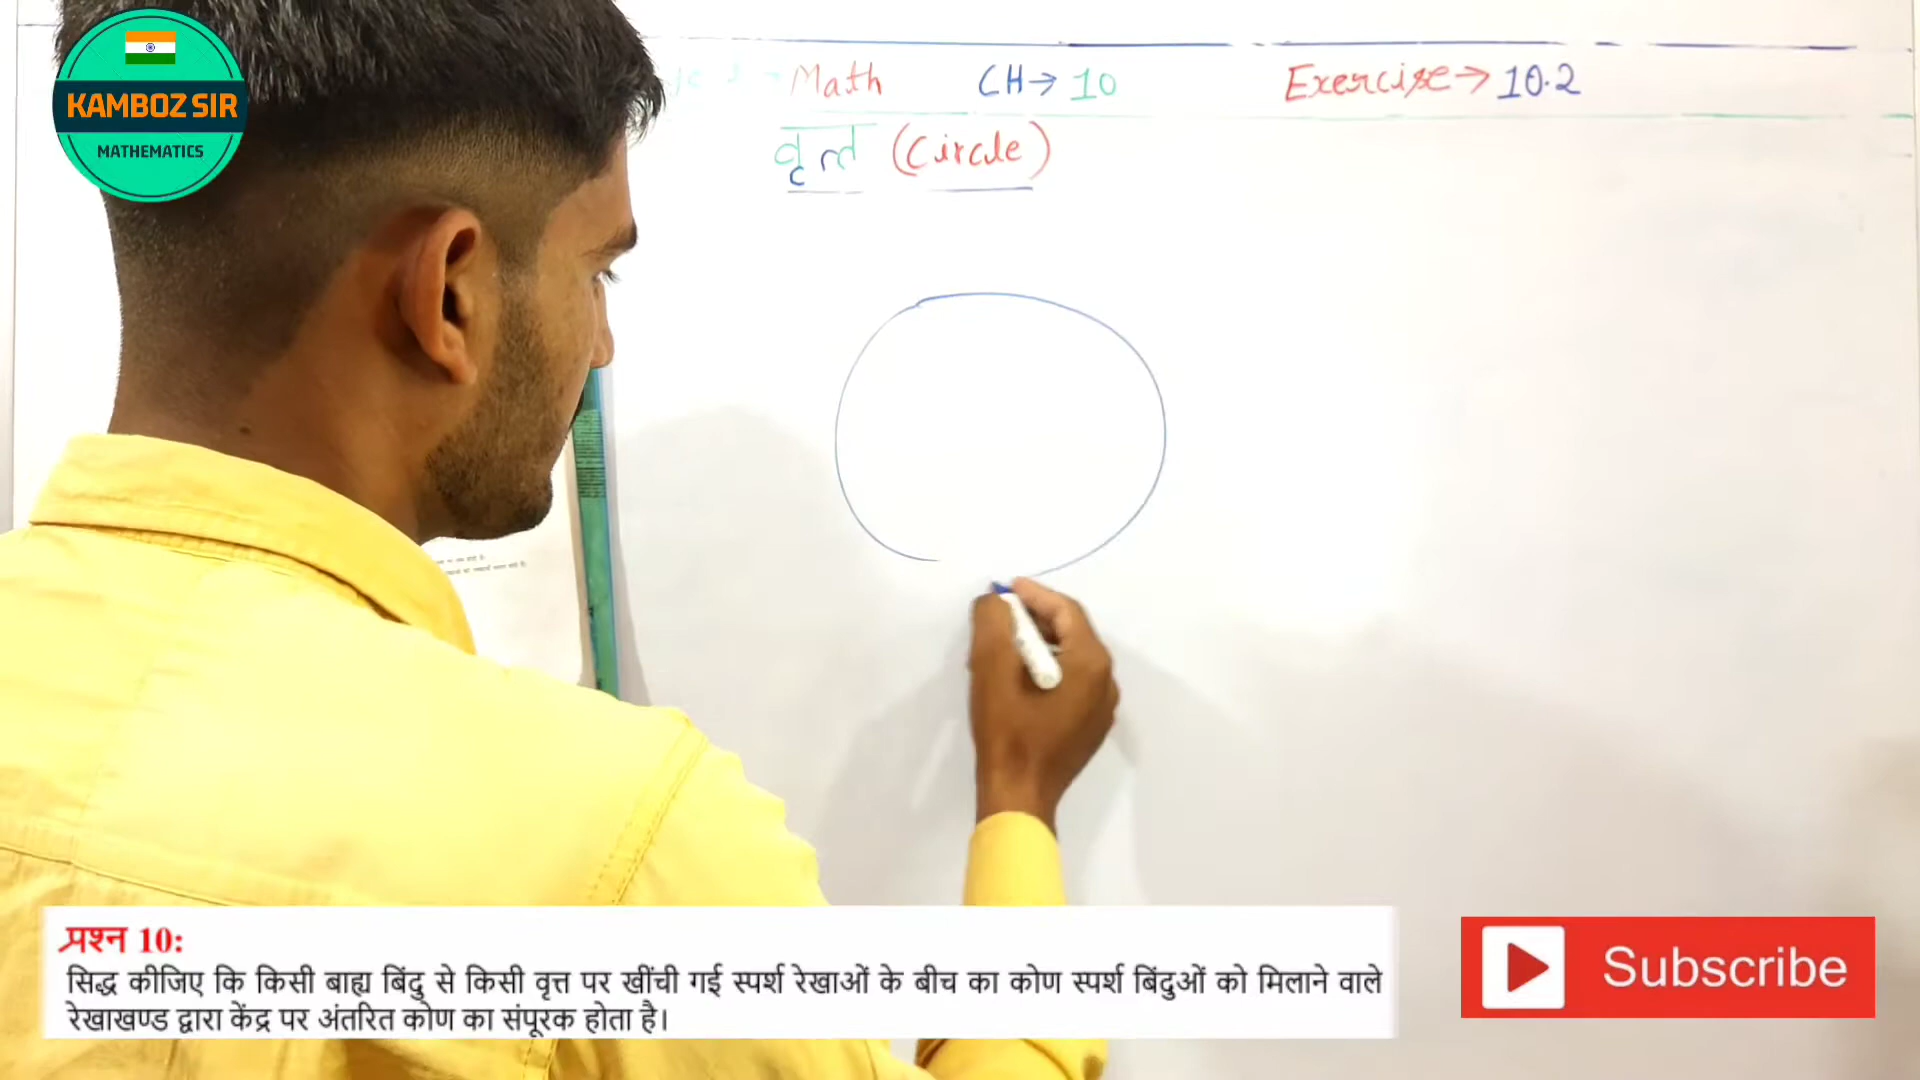 KAMBOZ SIR
MATHEMATICS
Math CH→ 10 Exercise→ 10.2
वृत्त (Circle)
प्रश्न 10:
सिद्ध कीजिए कि किसी बाह्य बिंदु से किसी वृत्त पर खींची गई स्पर्श रेखाओं के बीच का कोण स्पर्श बिंदुओं को मिलाने वाले
रेखाखण्ड द्वारा केंद्र पर अंतरित कोण का संपूरक होता है।
Subscribe